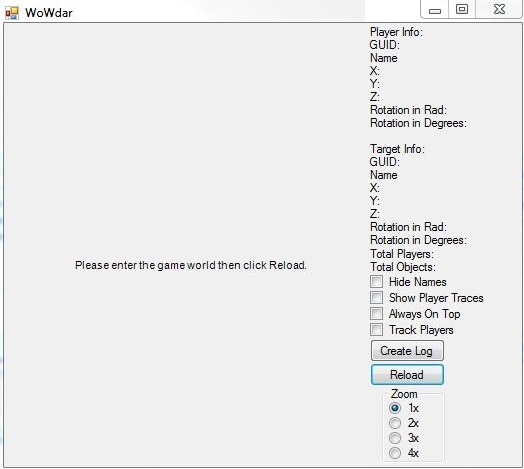 WoWdar
Player Info:
GUID:
Name
X:
Y:
Z:
Rotation in Rad:
Rotation in Degrees:
Target Info:
GUID:
Name
X:
Y:
Z:
Rotation in Rad:
Rotation in Degrees:
Total Players:
Total Objects:
Please enter the game world then click Reload.
Hide Names
Show Player Traces
Always On Top
Track Players
Create Log
Reload
Zoom
1x
2x
3x
4x